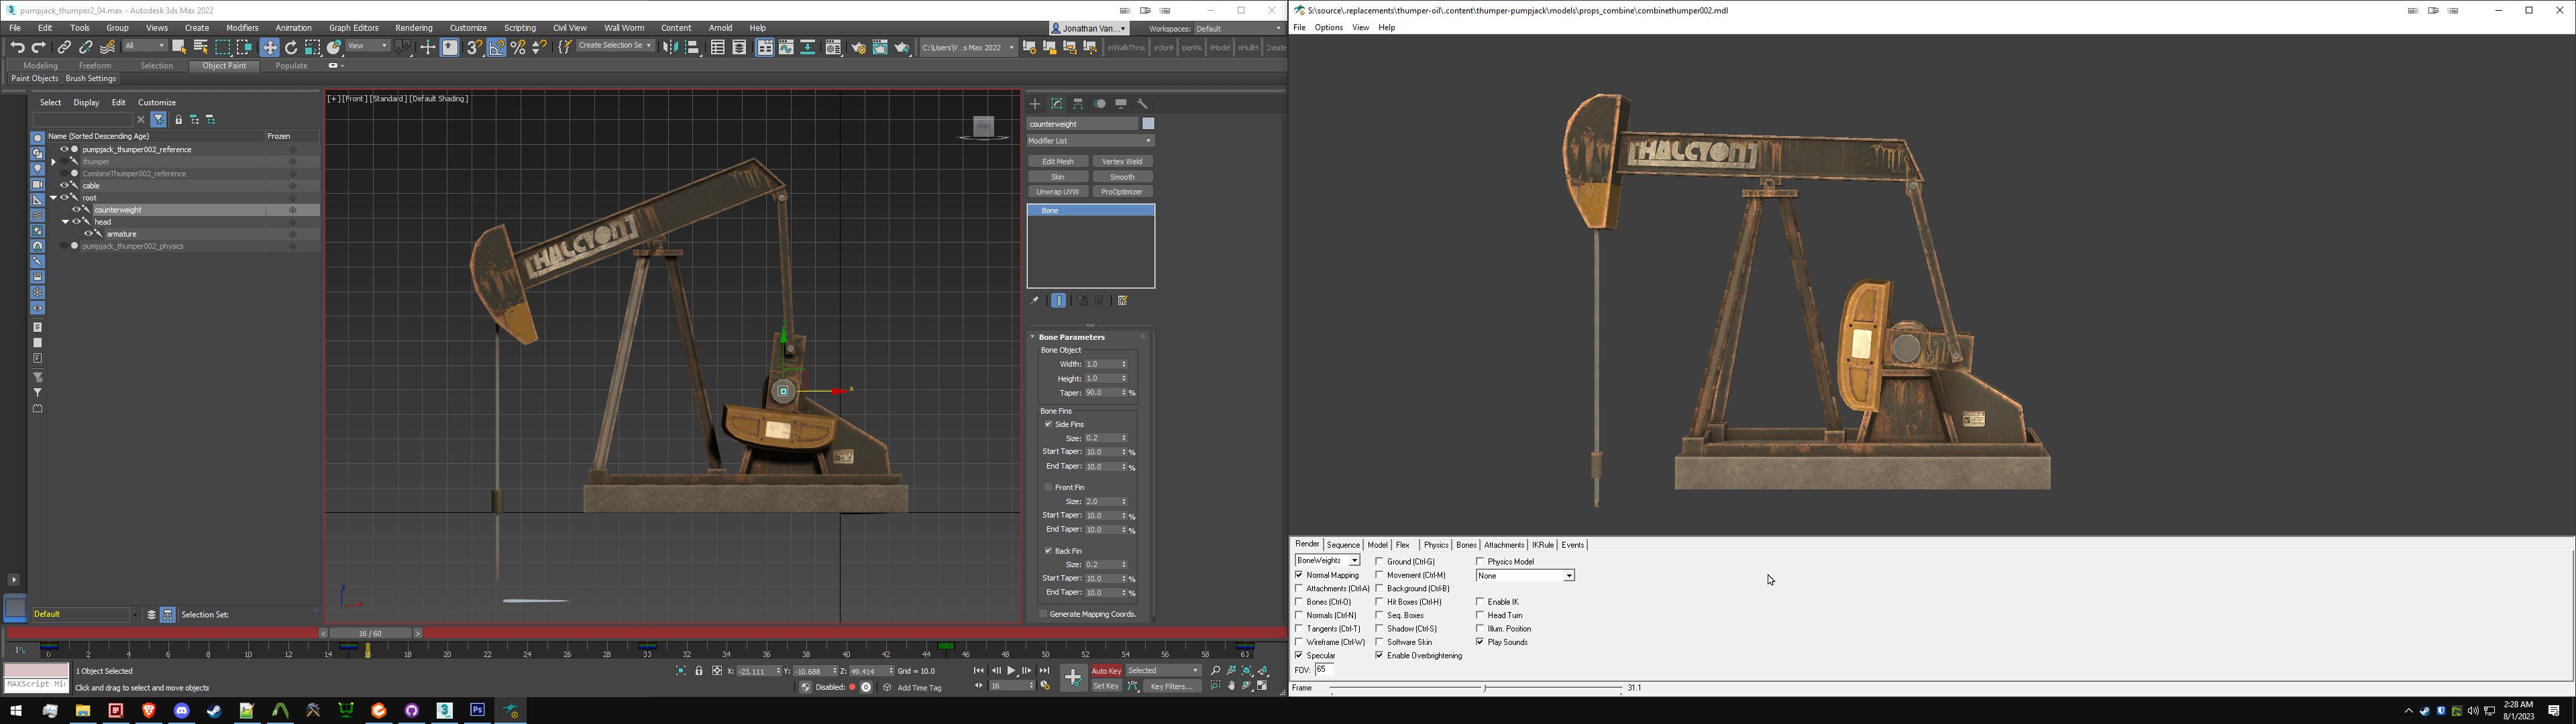 pumpjack_thumper2_04.max - Autodesk 3ds Max 2022
File Edit Tools Group Views Create Modifiers Animation Graph Editors Rendering Customize Scripting Civil View Substance Wall Worm Content Arnold Help
Jonathan Van...
Workspaces: Default
All
View
Create Selection Se
C:\Users\V...s Max 2022
Modeling Freeform Selection Object Paint Populate
Paint Objects Brush Settings
Select Display Edit Customize
Name (Sorted Descending Age) Frozen
pumpjack_thumper002_reference
thumper
CombineThumper002_reference
cable
root
counterweight
head
armature
pumpjack_thumper002_physics
Default
Selection Set:
[+] [Front] [Standard] [Default Shading]
HALCYON
x
z
counterweight
Modifier List
Edit Mesh Vertex Weld
Skin Smooth
Unwrap UVW ProOptimizer
Bone
Bone Parameters
Bone Object
Width: 1.0
Height: 1.0
Taper: 90.0 %
Bone Fins
Side Fins
Size: 0.2
Start Taper: 10.0 %
End Taper: 10.0 %
Front Fin
Size: 2.0
Start Taper: 10.0 %
End Taper: 10.0 %
Back Fin
Size: 0.2
Start Taper: 10.0 %
End Taper: 10.0 %
Generate Mapping Coords.
16 / 60
0 2 4 6 8 10 12 14 16 18 20 22 24 26 28 30 32 34 36 38 40 42 44 46 48 50 52 54 56 58 60
MAXScript Mi
1 Object Selected
Click and drag to select and move objects
X: -23.111 Y: -10.688 Z: 49.414 Grid = 10.0
Disabled:
Add Time Tag
16
Auto Key Selected
Set Key Key Filters...
S:\source\.replacements\thumper-oil\.content\thumper-pumpjack\models\props_combine\combinethumper002.mdl
File Options View Help
HALCYON
Render Sequence Model Flex Physics Bones Attachments IKRule Events
BoneWeights
Normal Mapping
Attachments (Ctrl-A)
Bones (Ctrl-O)
Normals (Ctrl-N)
Tangents (Ctrl-T)
Wireframe (Ctrl-W)
Specular
FOV: 65
Ground (Ctrl-G)
Movement (Ctrl-M)
Background (Ctrl-B)
Hit Boxes (Ctrl-H)
Seq. Boxes
Shadow (Ctrl-S)
Software Skin
Enable Overbrightening
Physics Model
None
Enable IK
Head Turn
Illum. Position
Play Sounds
Frame 31.1
2:28 AM
8/1/2023